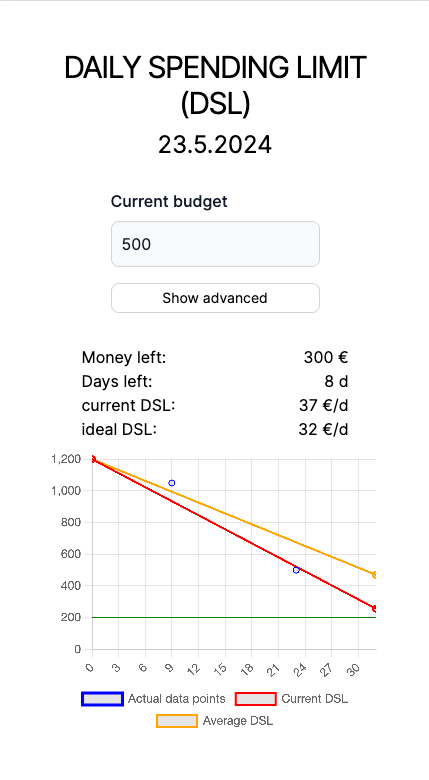 DAILY SPENDING LIMIT
(DSL)
23.5.2024
Current budget
500
Show advanced
Money left: 300 €
Days left: 8 d
current DSL: 37 €/d
ideal DSL: 32 €/d
1,200
1,000
800
600
400
200
0
0 3 6 9 12 15 18 21 24 27 30
Actual data points Current DSL
Average DSL